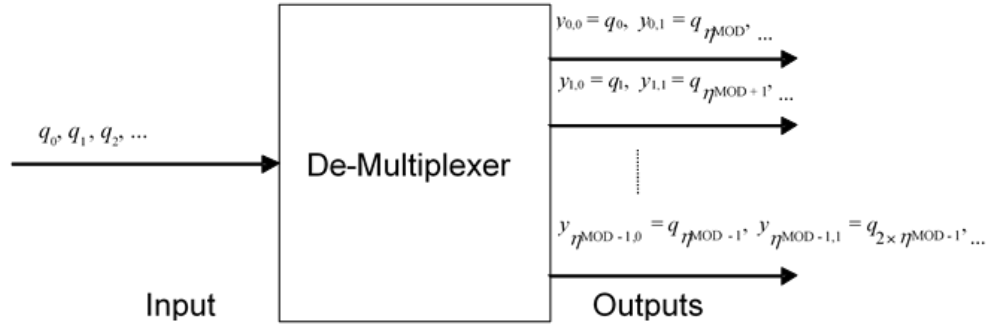 y0,0 = q0, y0,1 = qηMOD, ...
y1,0 = q1, y1,1 = qηMOD + 1, ...
q0, q1, q2, ...
De-Multiplexer
yηMOD - 1,0 = qηMOD - 1, yηMOD - 1,1 = q2 × ηMOD - 1, ...
Input
Outputs